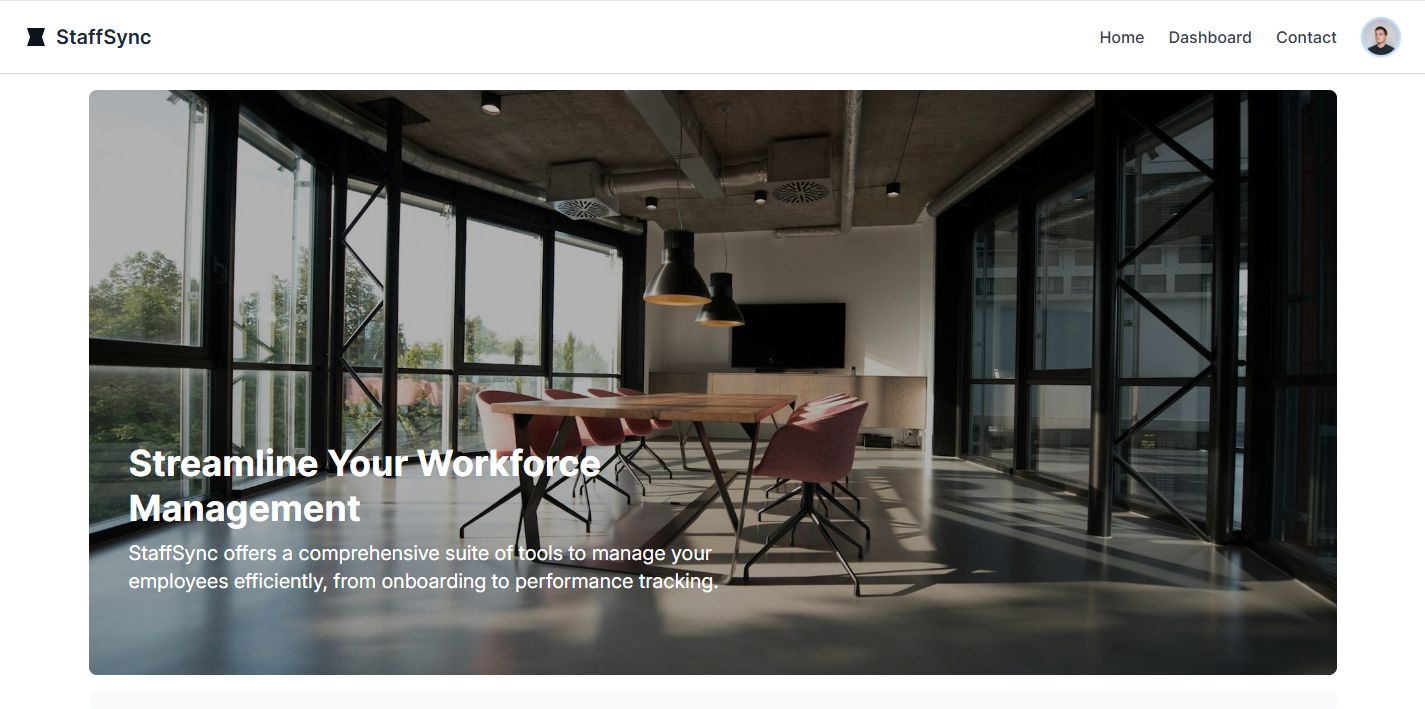 StaffSync
Home
Dashboard
Contact
Streamline Your Workforce
Management
StaffSync offers a comprehensive suite of tools to manage your
employees efficiently, from onboarding to performance tracking.